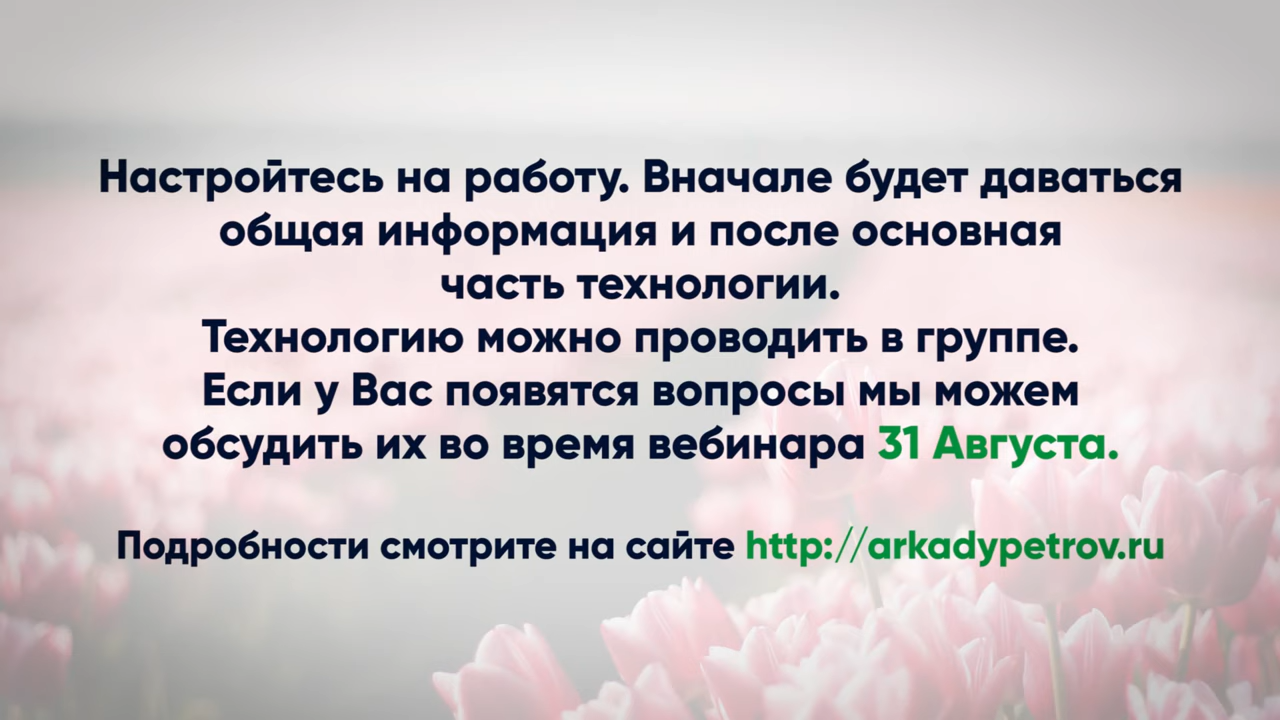 Настройтесь на работу. Вначале будет даваться
общая информация и после основная
часть технологии.
Технологию можно проводить в группе.
Если у Вас появятся вопросы мы можем
обсудить их во время вебинара 31 Августа.
Подробности смотрите на сайте http://arkadypetrov.ru